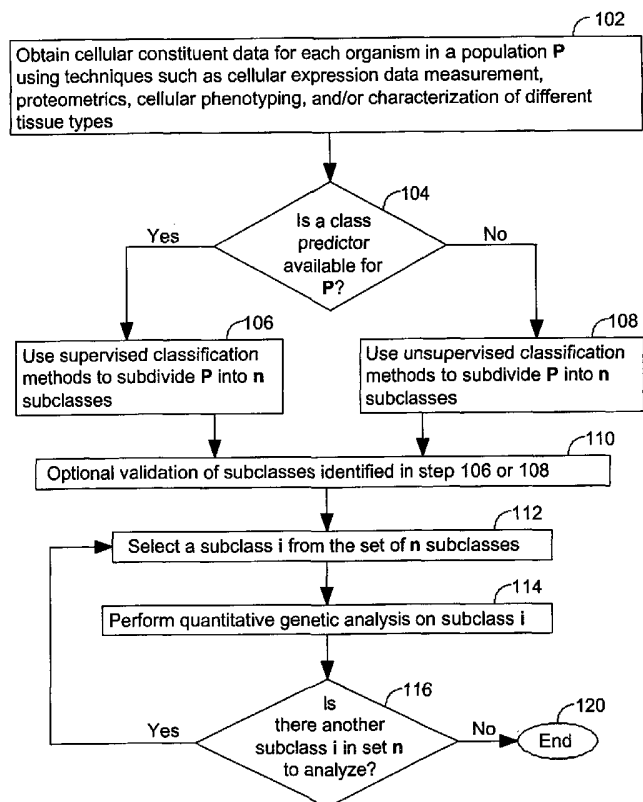 102
Obtain cellular constituent data for each organism in a population P
using techniques such as cellular expression data measurement,
proteometrics, cellular phenotyping, and/or characterization of different
tissue types
104
Is a class
predictor
available for
P?
Yes
No
106
Use supervised classification
methods to subdivide P into n
subclasses
108
Use unsupervised classification
methods to subdivide P into n
subclasses
110
Optional validation of subclasses identified in step 106 or 108
112
Select a subclass i from the set of n subclasses
114
Perform quantitative genetic analysis on subclass i
116
Is
there another
subclass i in set n
to analyze?
Yes
No
120
End